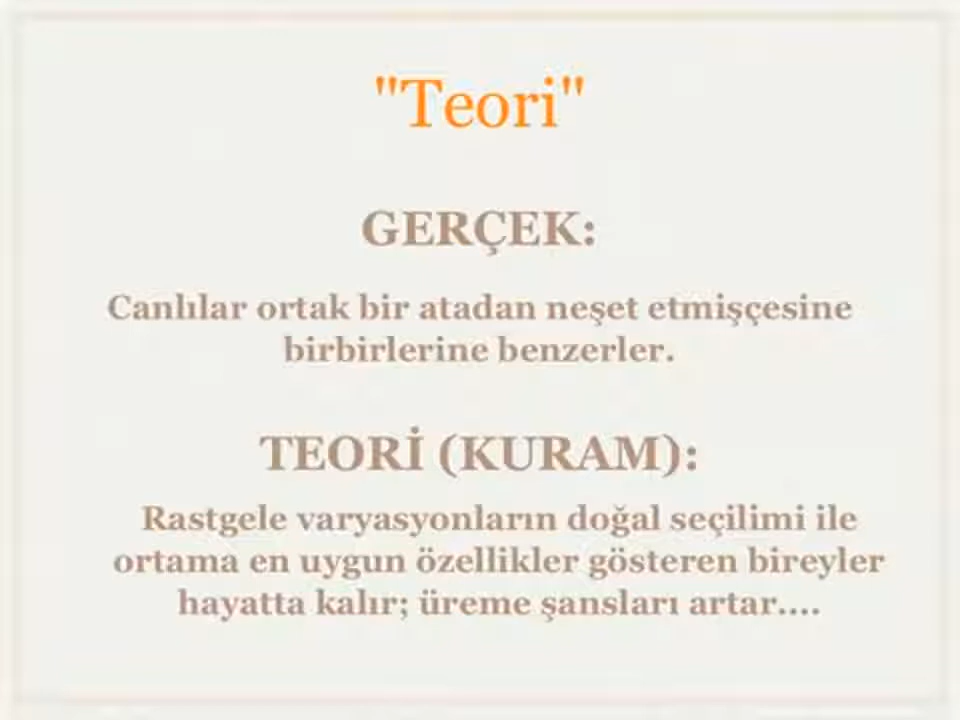 "Teori"
GERÇEK:
Canlılar ortak bir atadan neşet etmişçesine
birbirlerine benzerler.
TEORİ (KURAM):
Rastgele varyasyonların doğal seçilimi ile
ortama en uygun özellikler gösteren bireyler
hayatta kalır; üreme şansları artar....